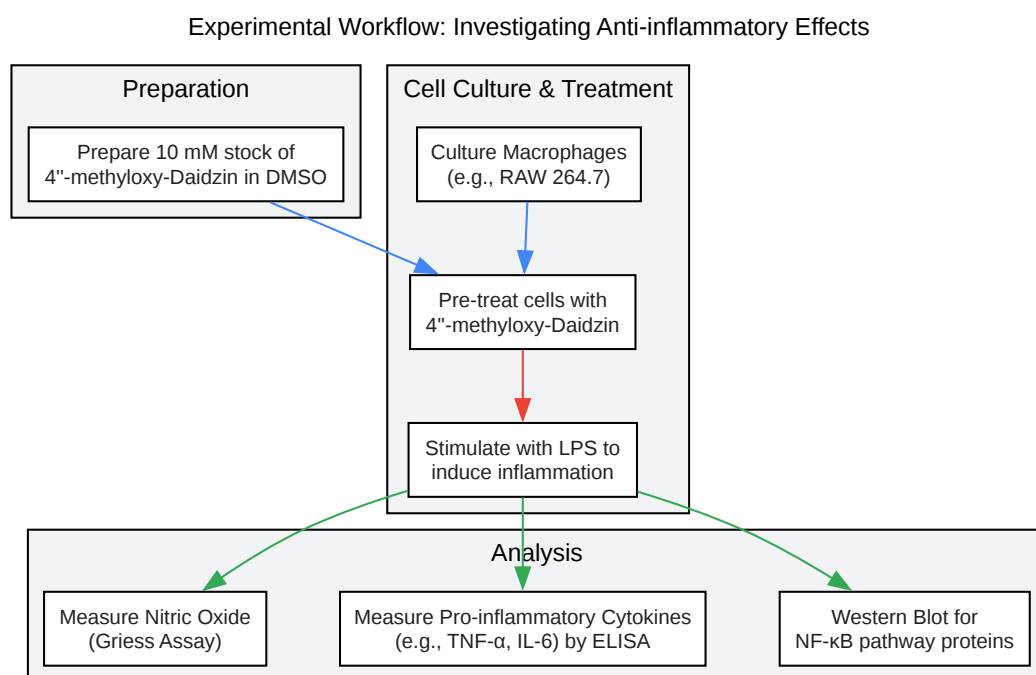 Experimental Workflow: Investigating Anti-inflammatory Effects
Preparation
Prepare 10 mM stock of
4''-methyloxy-Daidzin in DMSO
Cell Culture & Treatment
Culture Macrophages
(e.g., RAW 264.7)
Pre-treat cells with
4''-methyloxy-Daidzin
Stimulate with LPS to
induce inflammation
Analysis
Measure Nitric Oxide
(Griess Assay)
Measure Pro-inflammatory Cytokines
(e.g., TNF-α, IL-6) by ELISA
Western Blot for
NF-κB pathway proteins